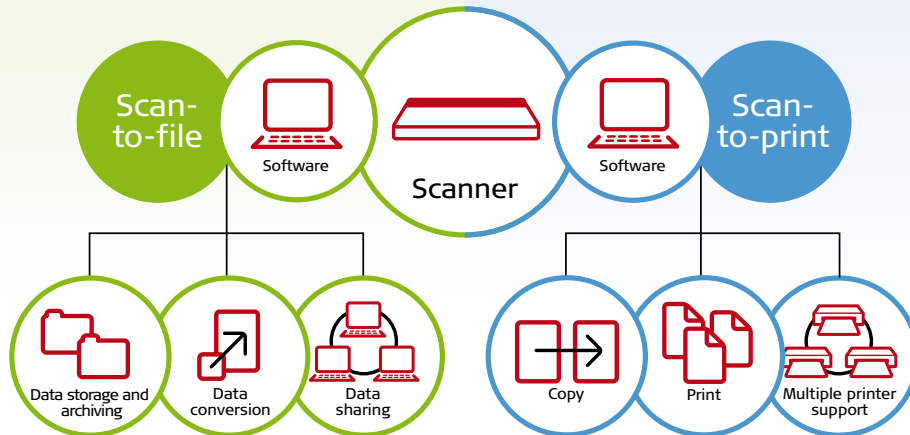 Scan-
to-file
Software
Scanner
Software
Scan-
to-print
Data storage and
archiving
Data
conversion
Data
sharing
Copy
Print
Multiple printer
support